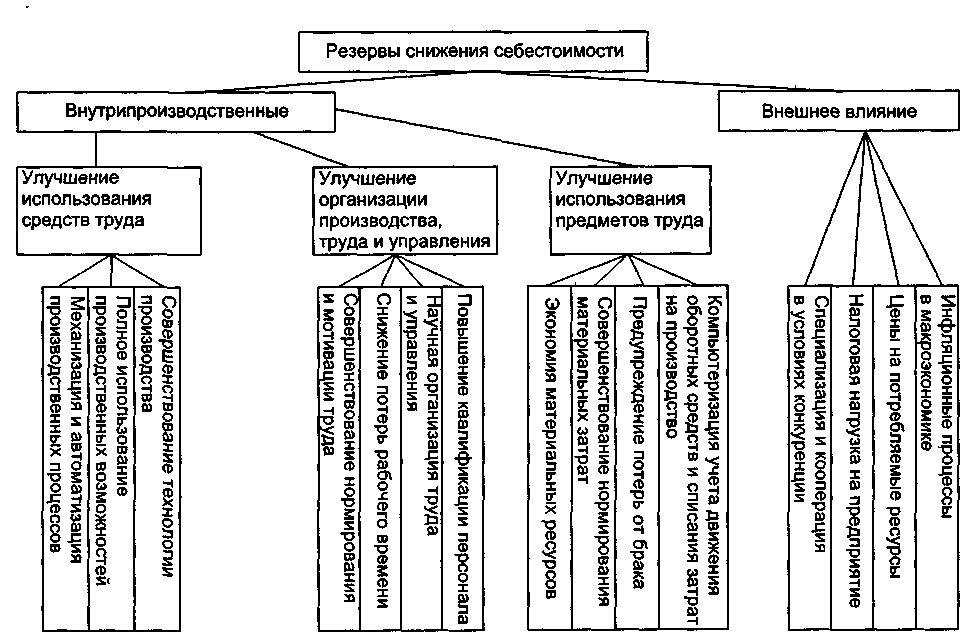 Резервы снижения себестоимости
Внутрипроизводственные
Внешнее влияние
Улучшение
использования
средств труда
Улучшение
организации
производства,
труда и управления
Улучшение
использования
предметов труда
Механизация и автоматизация
производственных процессов
Полное использование
производственных возможностей
Совершенствование технологии
производства
Совершенствование нормирования
и мотивации труда
Снижение потерь рабочего времени
Научная организация труда
и управления
Повышение квалификации персонала
Экономия материальных ресурсов
Совершенствование нормирования
материальных затрат
Предупреждение потерь от брака
Компьютеризация учета движения
оборотных средств и списания затрат
на производство
Специализация и кооперация
в условиях конкуренции
Налоговая нагрузка на предприятие
Цены на потребляемые ресурсы
Инфляционные процессы
в макроэкономике